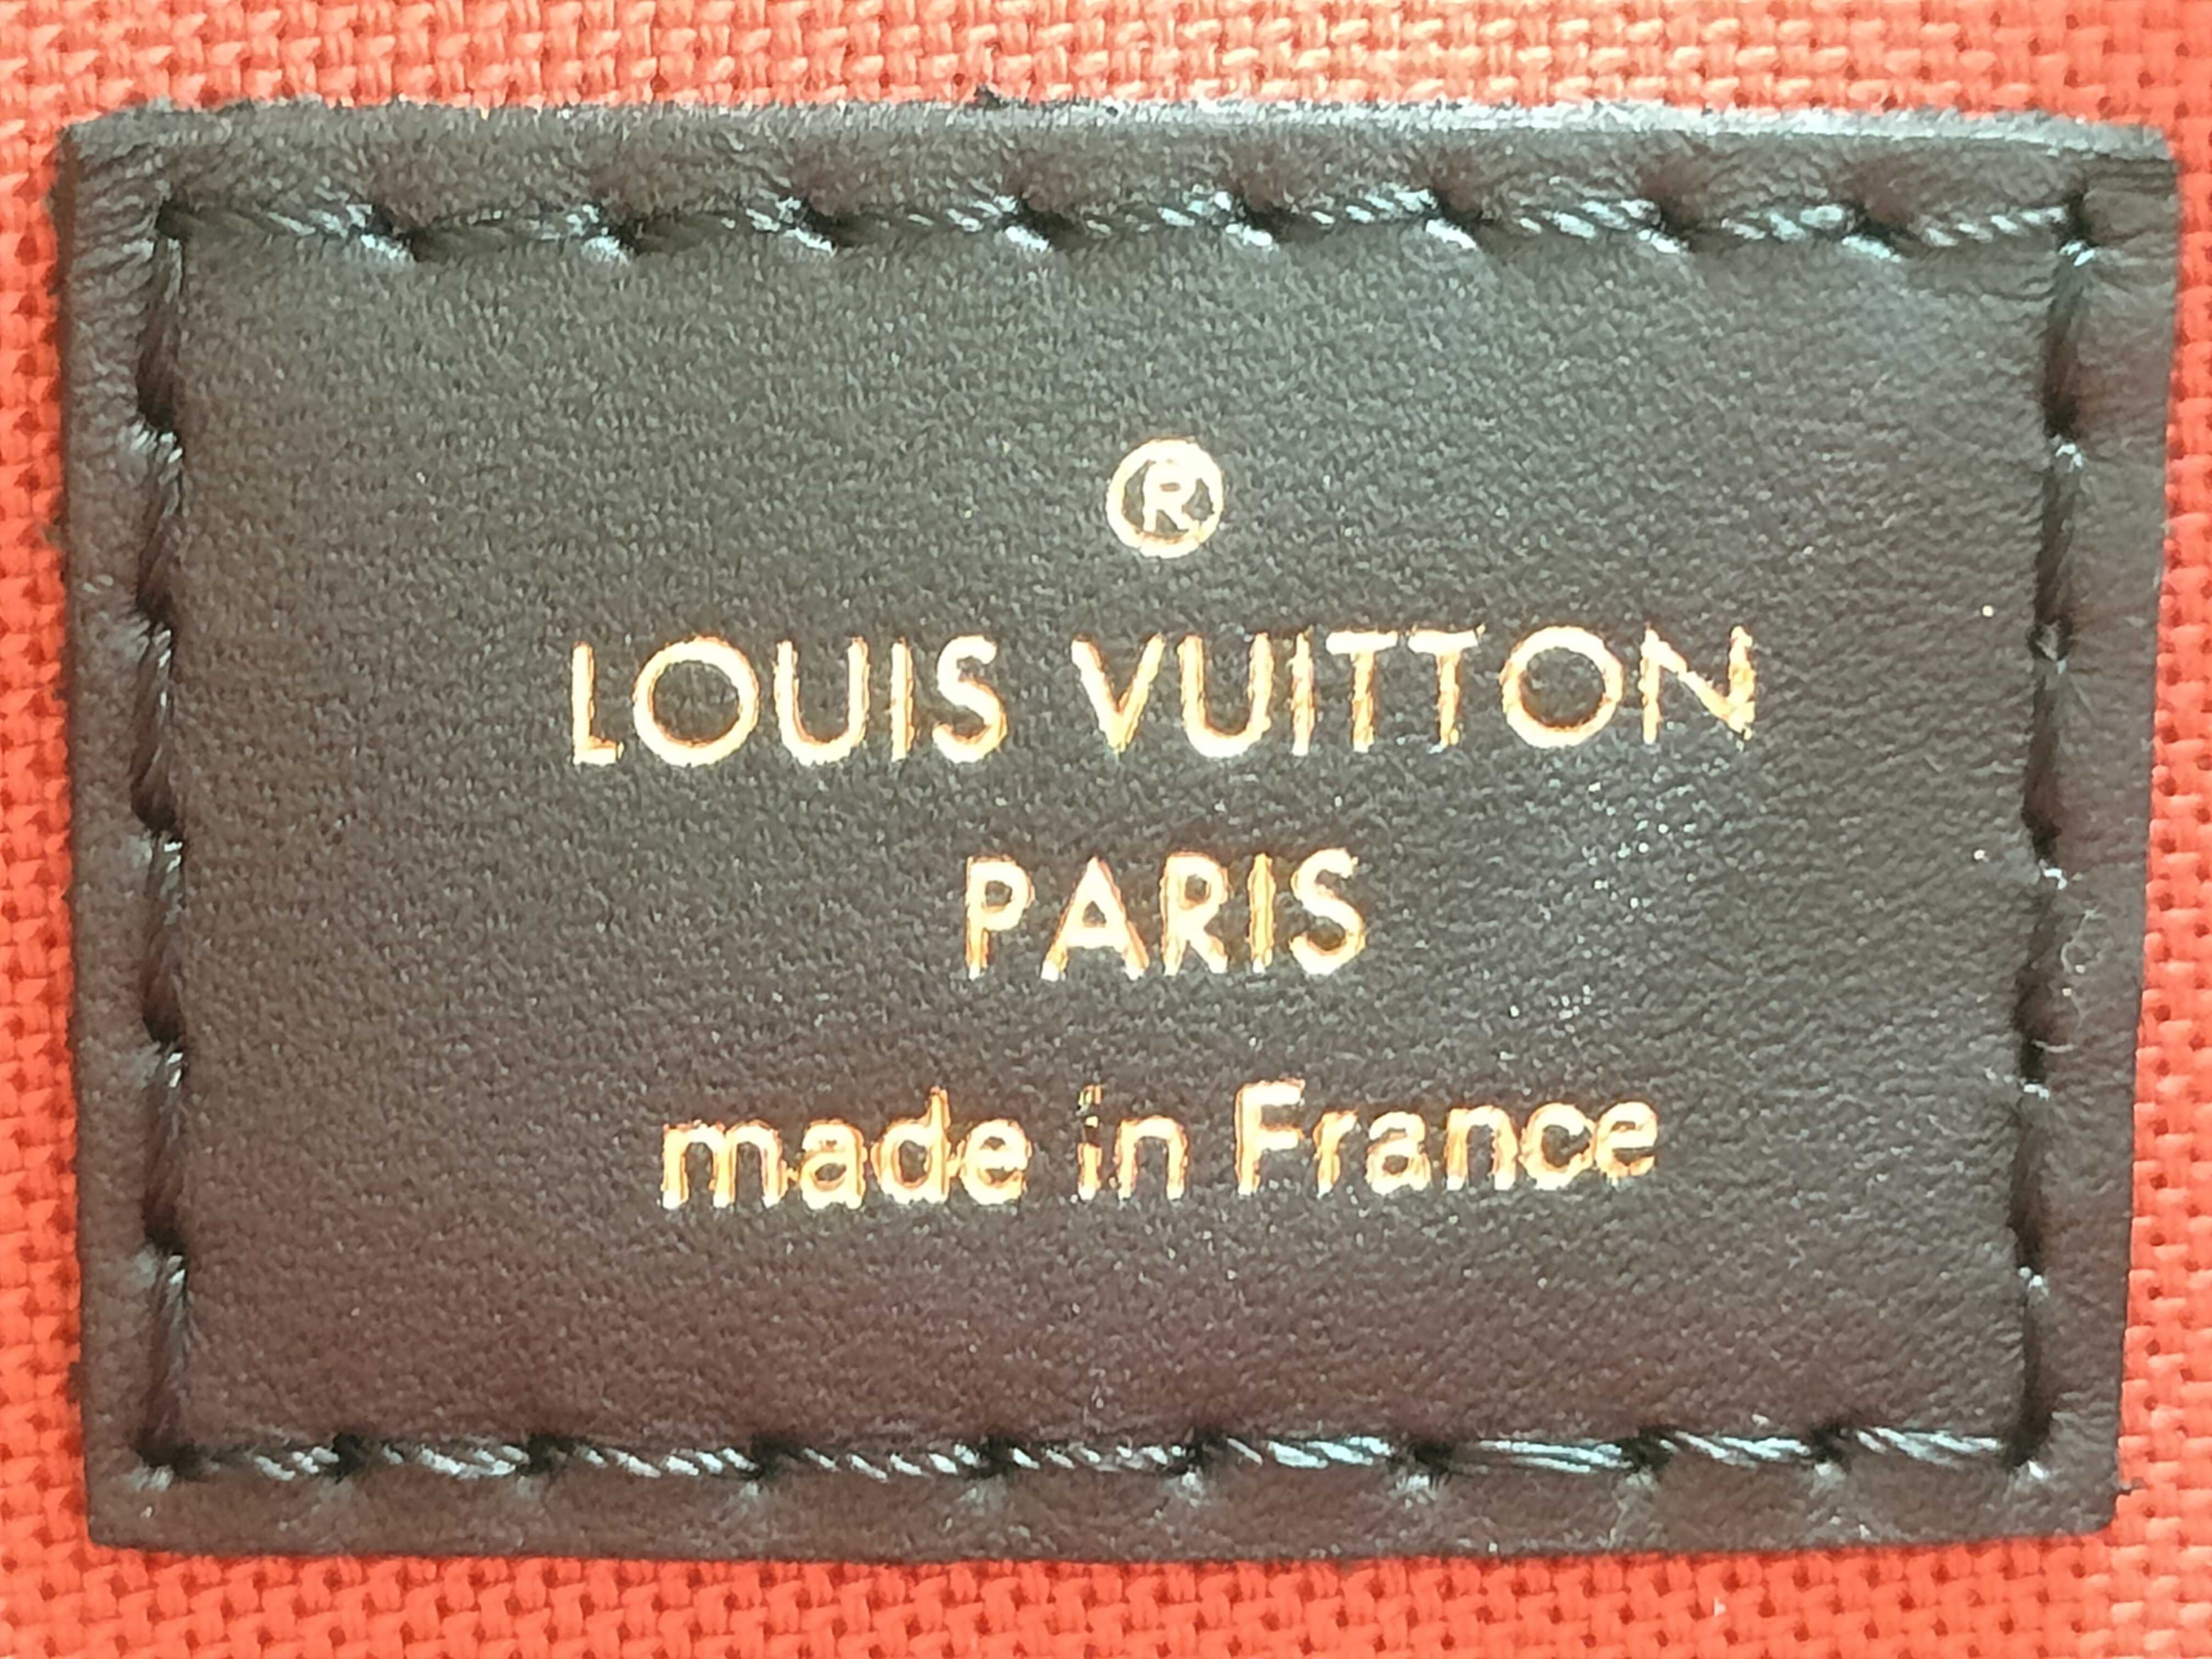 ®
LOUIS VUITTON
PARIS
made in France